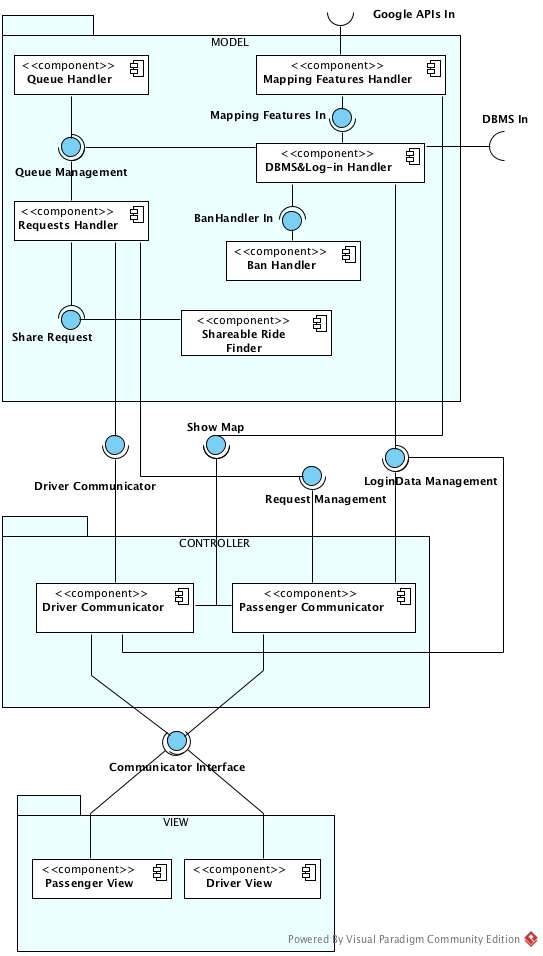 Google APIs In
MODEL
<<component>>
Queue Handler
<<component>>
Mapping Features Handler
Mapping Features In
DBMS In
Queue Management
<<component>>
DBMS&Log-in Handler
<<component>>
Requests Handler
BanHandler In
<<component>>
Ban Handler
Share Request
<<component>>
Shareable Ride
Finder
Show Map
Driver Communicator
LoginData Management
Request Management
CONTROLLER
<<component>>
Driver Communicator
<<component>>
Passenger Communicator
Communicator Interface
VIEW
<<component>>
Passenger View
<<component>>
Driver View
Powered By Visual Paradigm Community Edition